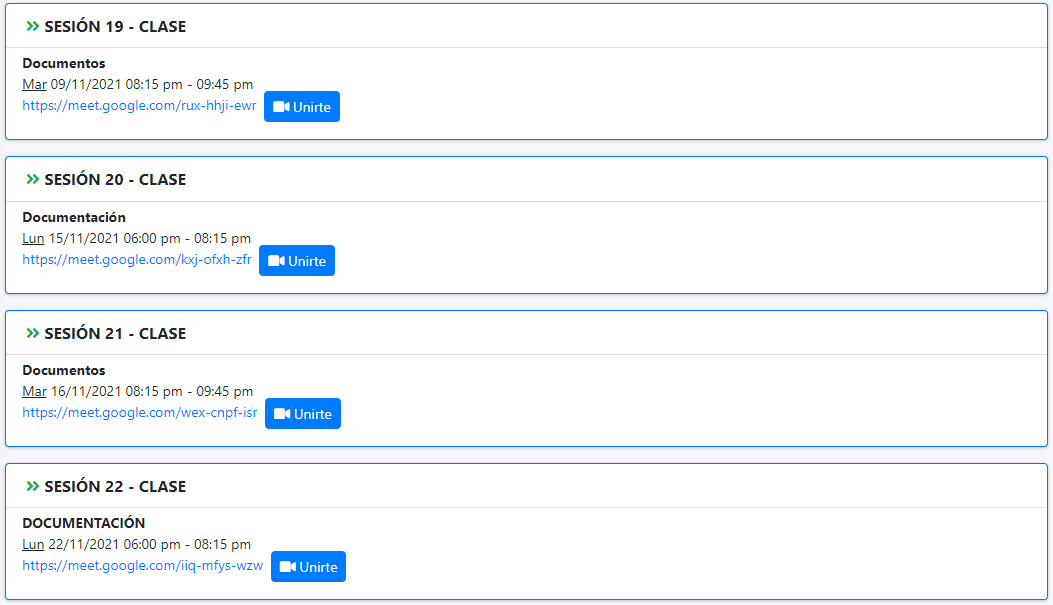 SESIÓN 19 - CLASE
Documentos
Mar 09/11/2021 08:15 pm - 09:45 pm
https://meet.google.com/rux-hhji-ewr Unirte
SESIÓN 20 - CLASE
Documentación
Lun 15/11/2021 06:00 pm - 08:15 pm
https://meet.google.com/kxj-ofxh-zfr Unirte
SESIÓN 21 - CLASE
Documentos
Mar 16/11/2021 08:15 pm - 09:45 pm
https://meet.google.com/wex-cnpf-isr Unirte
SESIÓN 22 - CLASE
DOCUMENTACIÓN
Lun 22/11/2021 06:00 pm - 08:15 pm
https://meet.google.com/iiq-mfys-wzw Unirte